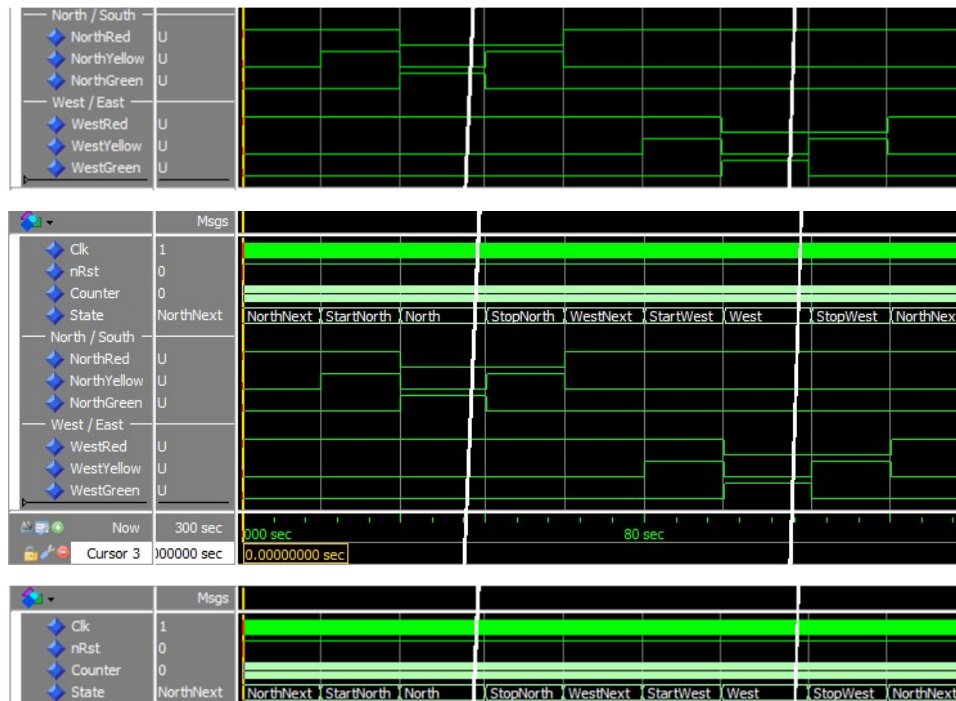 North / South
NorthRed U
NorthYellow U
NorthGreen U
West / East
WestRed U
WestYellow U
WestGreen U
Msgs
Clk 1
nRst 0
Counter 0
State NorthNext NorthNext StartNorth North StopNorth WestNext StartWest West StopWest NorthNex
North / South
NorthRed U
NorthYellow U
NorthGreen U
West / East
WestRed U
WestYellow U
WestGreen U
Now 300 sec 000 sec 80 sec
Cursor 3 000000 sec 0.00000000 sec
Msgs
Clk 1
nRst 0
Counter 0
State NorthNext NorthNext StartNorth North StopNorth WestNext StartWest West StopWest NorthNex